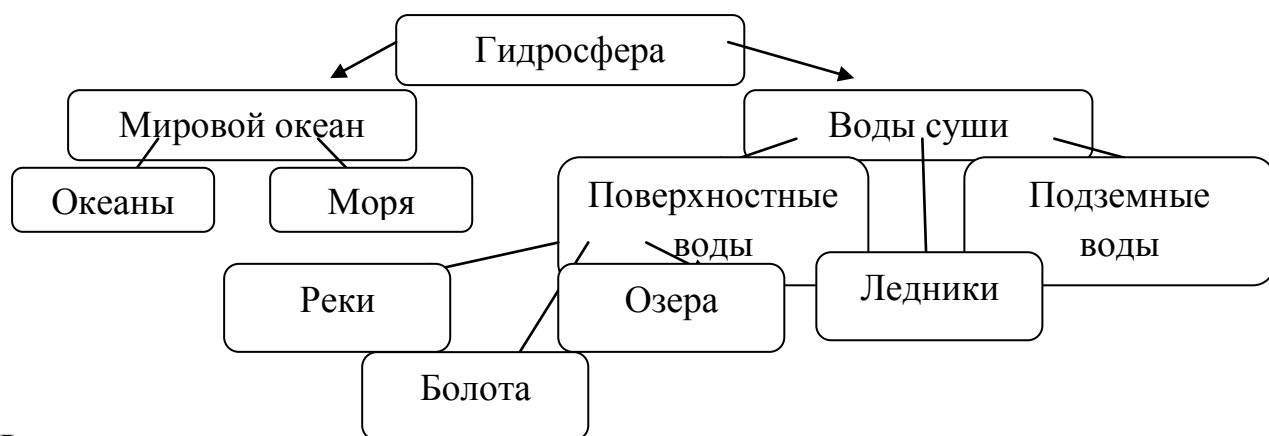 Гидросфера
Мировой океан
Воды суши
Океаны
Моря
Поверхностные
воды
Подземные
воды
Реки
Озера
Ледники
Болота